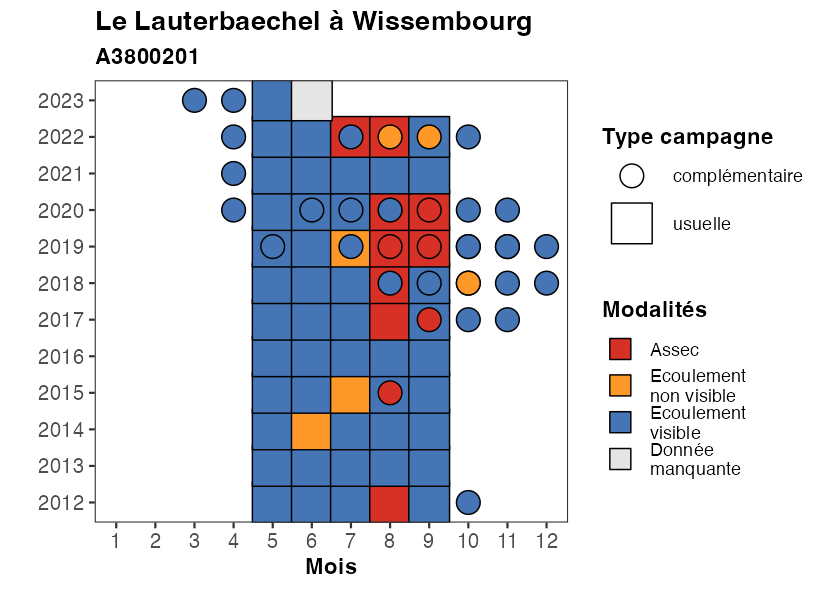 Le Lauterbaechel à Wissembourg
A3800201
2023
2022
2021
2020
2019
2018
2017
2016
2015
2014
2013
2012
1 2 3 4 5 6 7 8 9 10 11 12
Mois
Type campagne
complémentaire
usuelle
Modalités
Assec
Ecoulement
non visible
Ecoulement
visible
Donnée
manquante